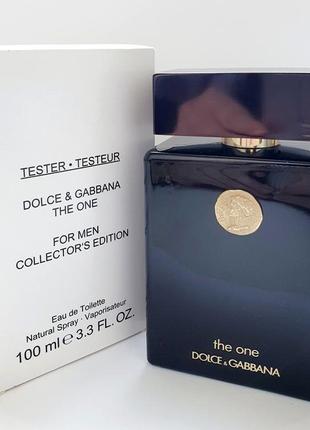 TESTER • TESTEUR
DOLCE & GABBANA
THE ONE
FOR MEN
COLLECTOR'S EDITION
Eau de Toilette
Natural Spray · Vaporisateur
100 ml ℮ 3.3 FL. OZ.
the one
DOLCE & GABBANA